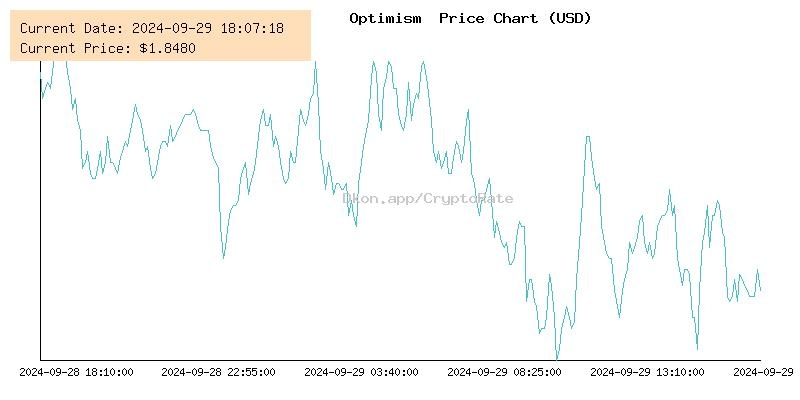 Optimism Price Chart (USD)
Current Date: 2024-09-29 18:07:18
Current Price: $1.8480
Dkon.app/CryptoRate
2024-09-28 18:10:00 2024-09-28 22:55:00 2024-09-29 03:40:00 2024-09-29 08:25:00 2024-09-29 13:10:00 2024-09-29